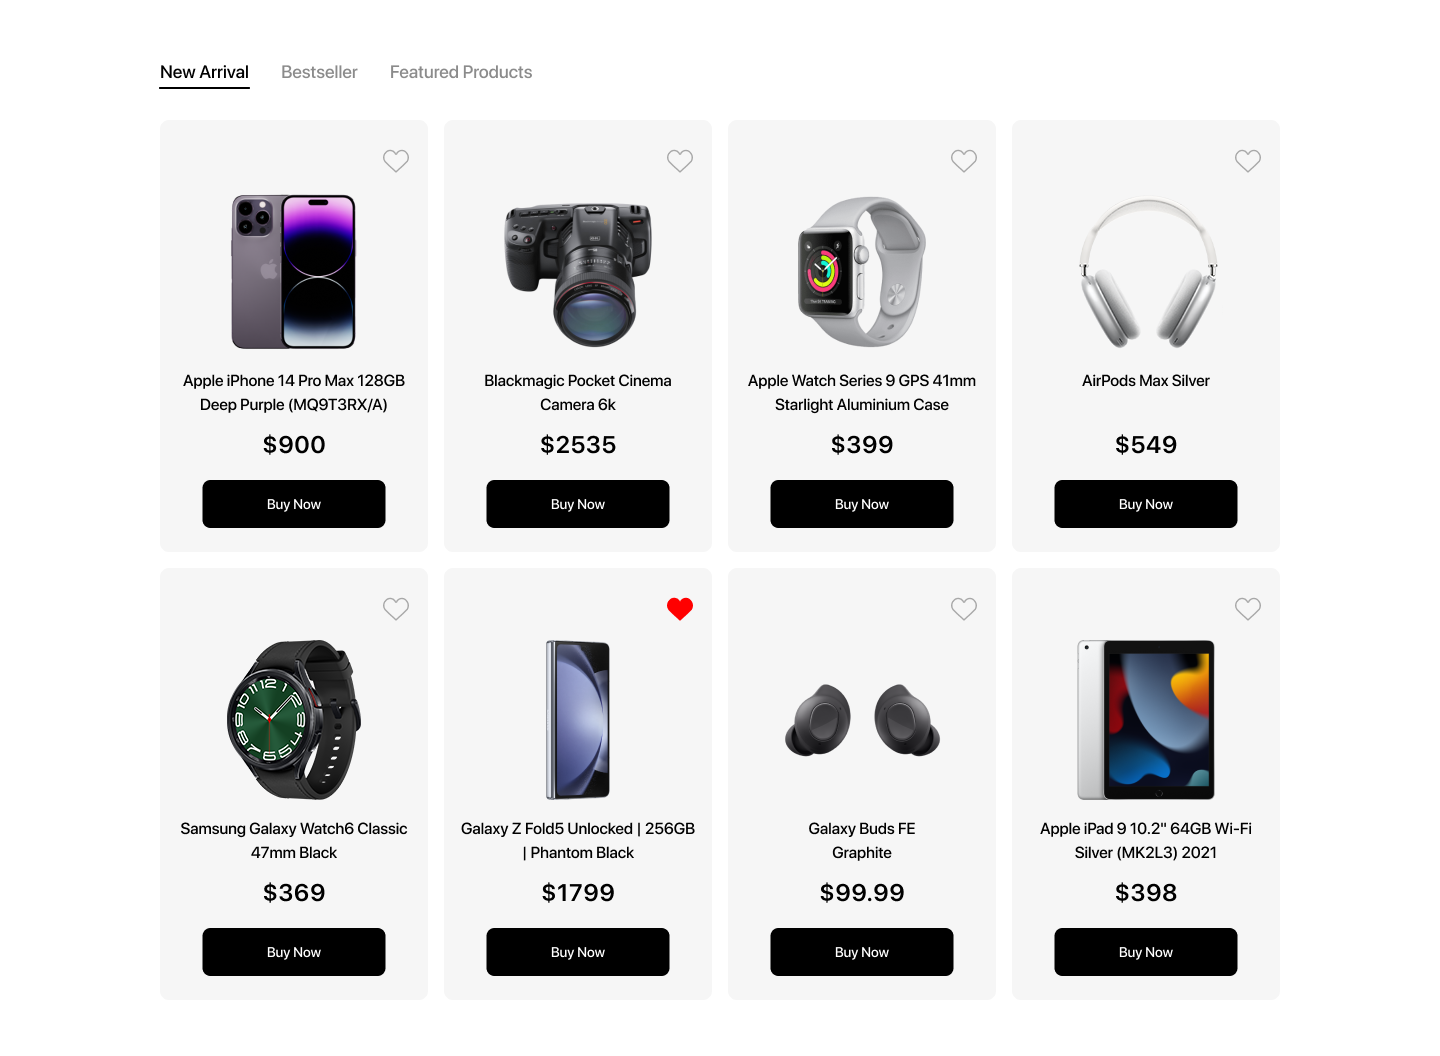 New Arrival
Bestseller
Featured Products
Apple iPhone 14 Pro Max 128GB
Deep Purple (MQ9T3RX/A)
$900
Buy Now
Blackmagic Pocket Cinema
Camera 6k
$2535
Buy Now
Apple Watch Series 9 GPS 41mm
Starlight Aluminium Case
$399
Buy Now
AirPods Max Silver
$549
Buy Now
Samsung Galaxy Watch6 Classic
47mm Black
$369
Buy Now
Galaxy Z Fold5 Unlocked | 256GB
| Phantom Black
$1799
Buy Now
Galaxy Buds FE
Graphite
$99.99
Buy Now
Apple iPad 9 10.2" 64GB Wi-Fi
Silver (MK2L3) 2021
$398
Buy Now